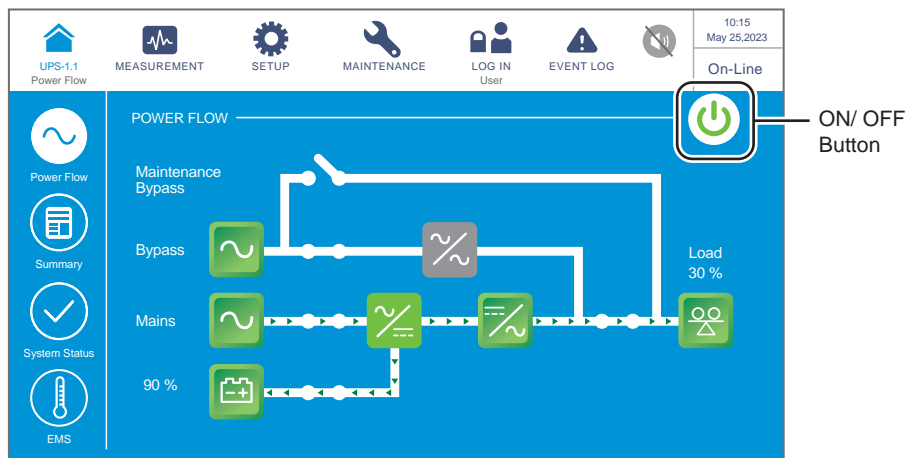 UPS-1.1
Power Flow
MEASUREMENT
SETUP
MAINTENANCE
LOG IN
User
EVENT LOG
10:15
May 25,2023
On-Line
ON/ OFF
Button
POWER FLOW
Power Flow
Maintenance
Bypass
Summary
Bypass
Load
30 %
Mains
System Status
90 %
EMS